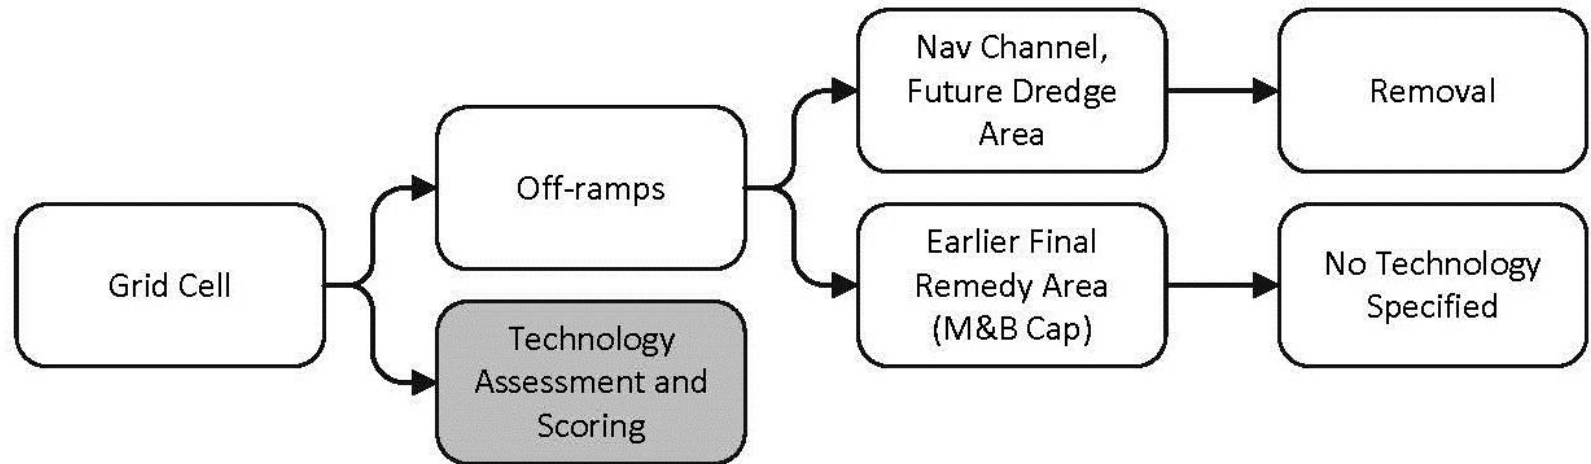 Grid Cell
Off-ramps
Technology
Assessment and
Scoring
Nav Channel,
Future Dredge
Area
Earlier Final
Remedy Area
(M&B Cap)
Removal
No Technology
Specified